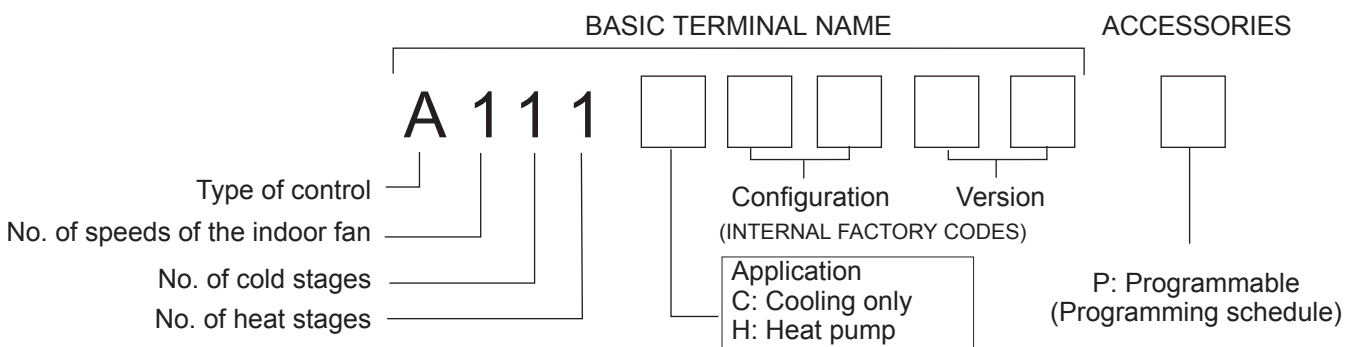 BASIC TERMINAL NAME
ACCESSORIES
A 1 1 1
Type of control
No. of speeds of the indoor fan
No. of cold stages
No. of heat stages
Configuration
Version
(INTERNAL FACTORY CODES)
Application
C: Cooling only
H: Heat pump
P: Programmable
(Programming schedule)